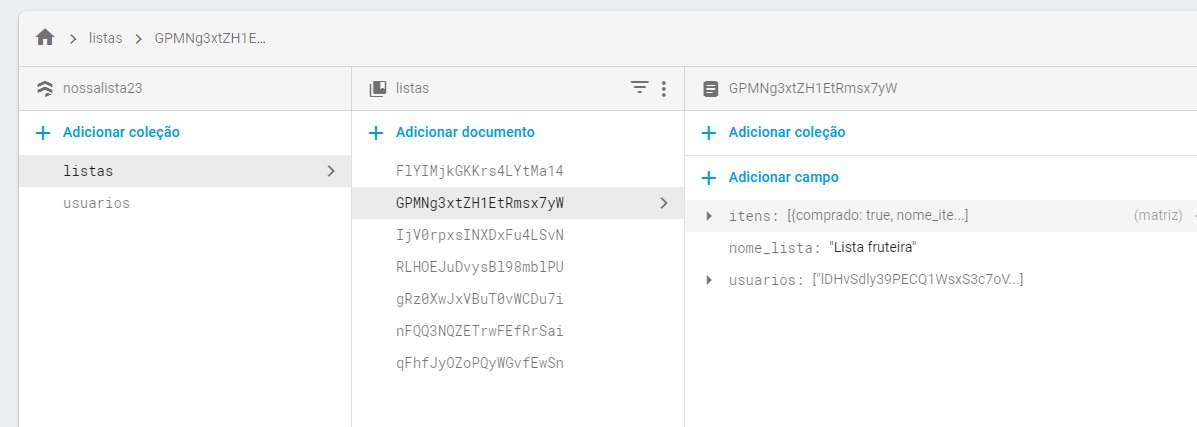 listas GPMNg3xtZH1E...
nossalista23
listas
GPMNg3xtZH1EtRmsx7yW
Adicionar coleção
Adicionar documento
Adicionar coleção
listas
usuarios
FlYIMjkGKKrs4LYtMa14
GPMNg3xtZH1EtRmsx7yW
IjV0rpxsINXDxFu4LSvN
RLHOEJuDvysBl98mblPU
gRz0XwJxVBuT0vWCDu7i
nFQQ3NQZETrwFEfRrSai
qFhfJyOZoPQyWGvfEwSn
Adicionar campo
itens: [{comprado: true, nome_ite...] (matriz)
nome_lista: "Lista fruteira"
usuarios: ["lDHvSdly39PECQ1WsxS3c7oV...]